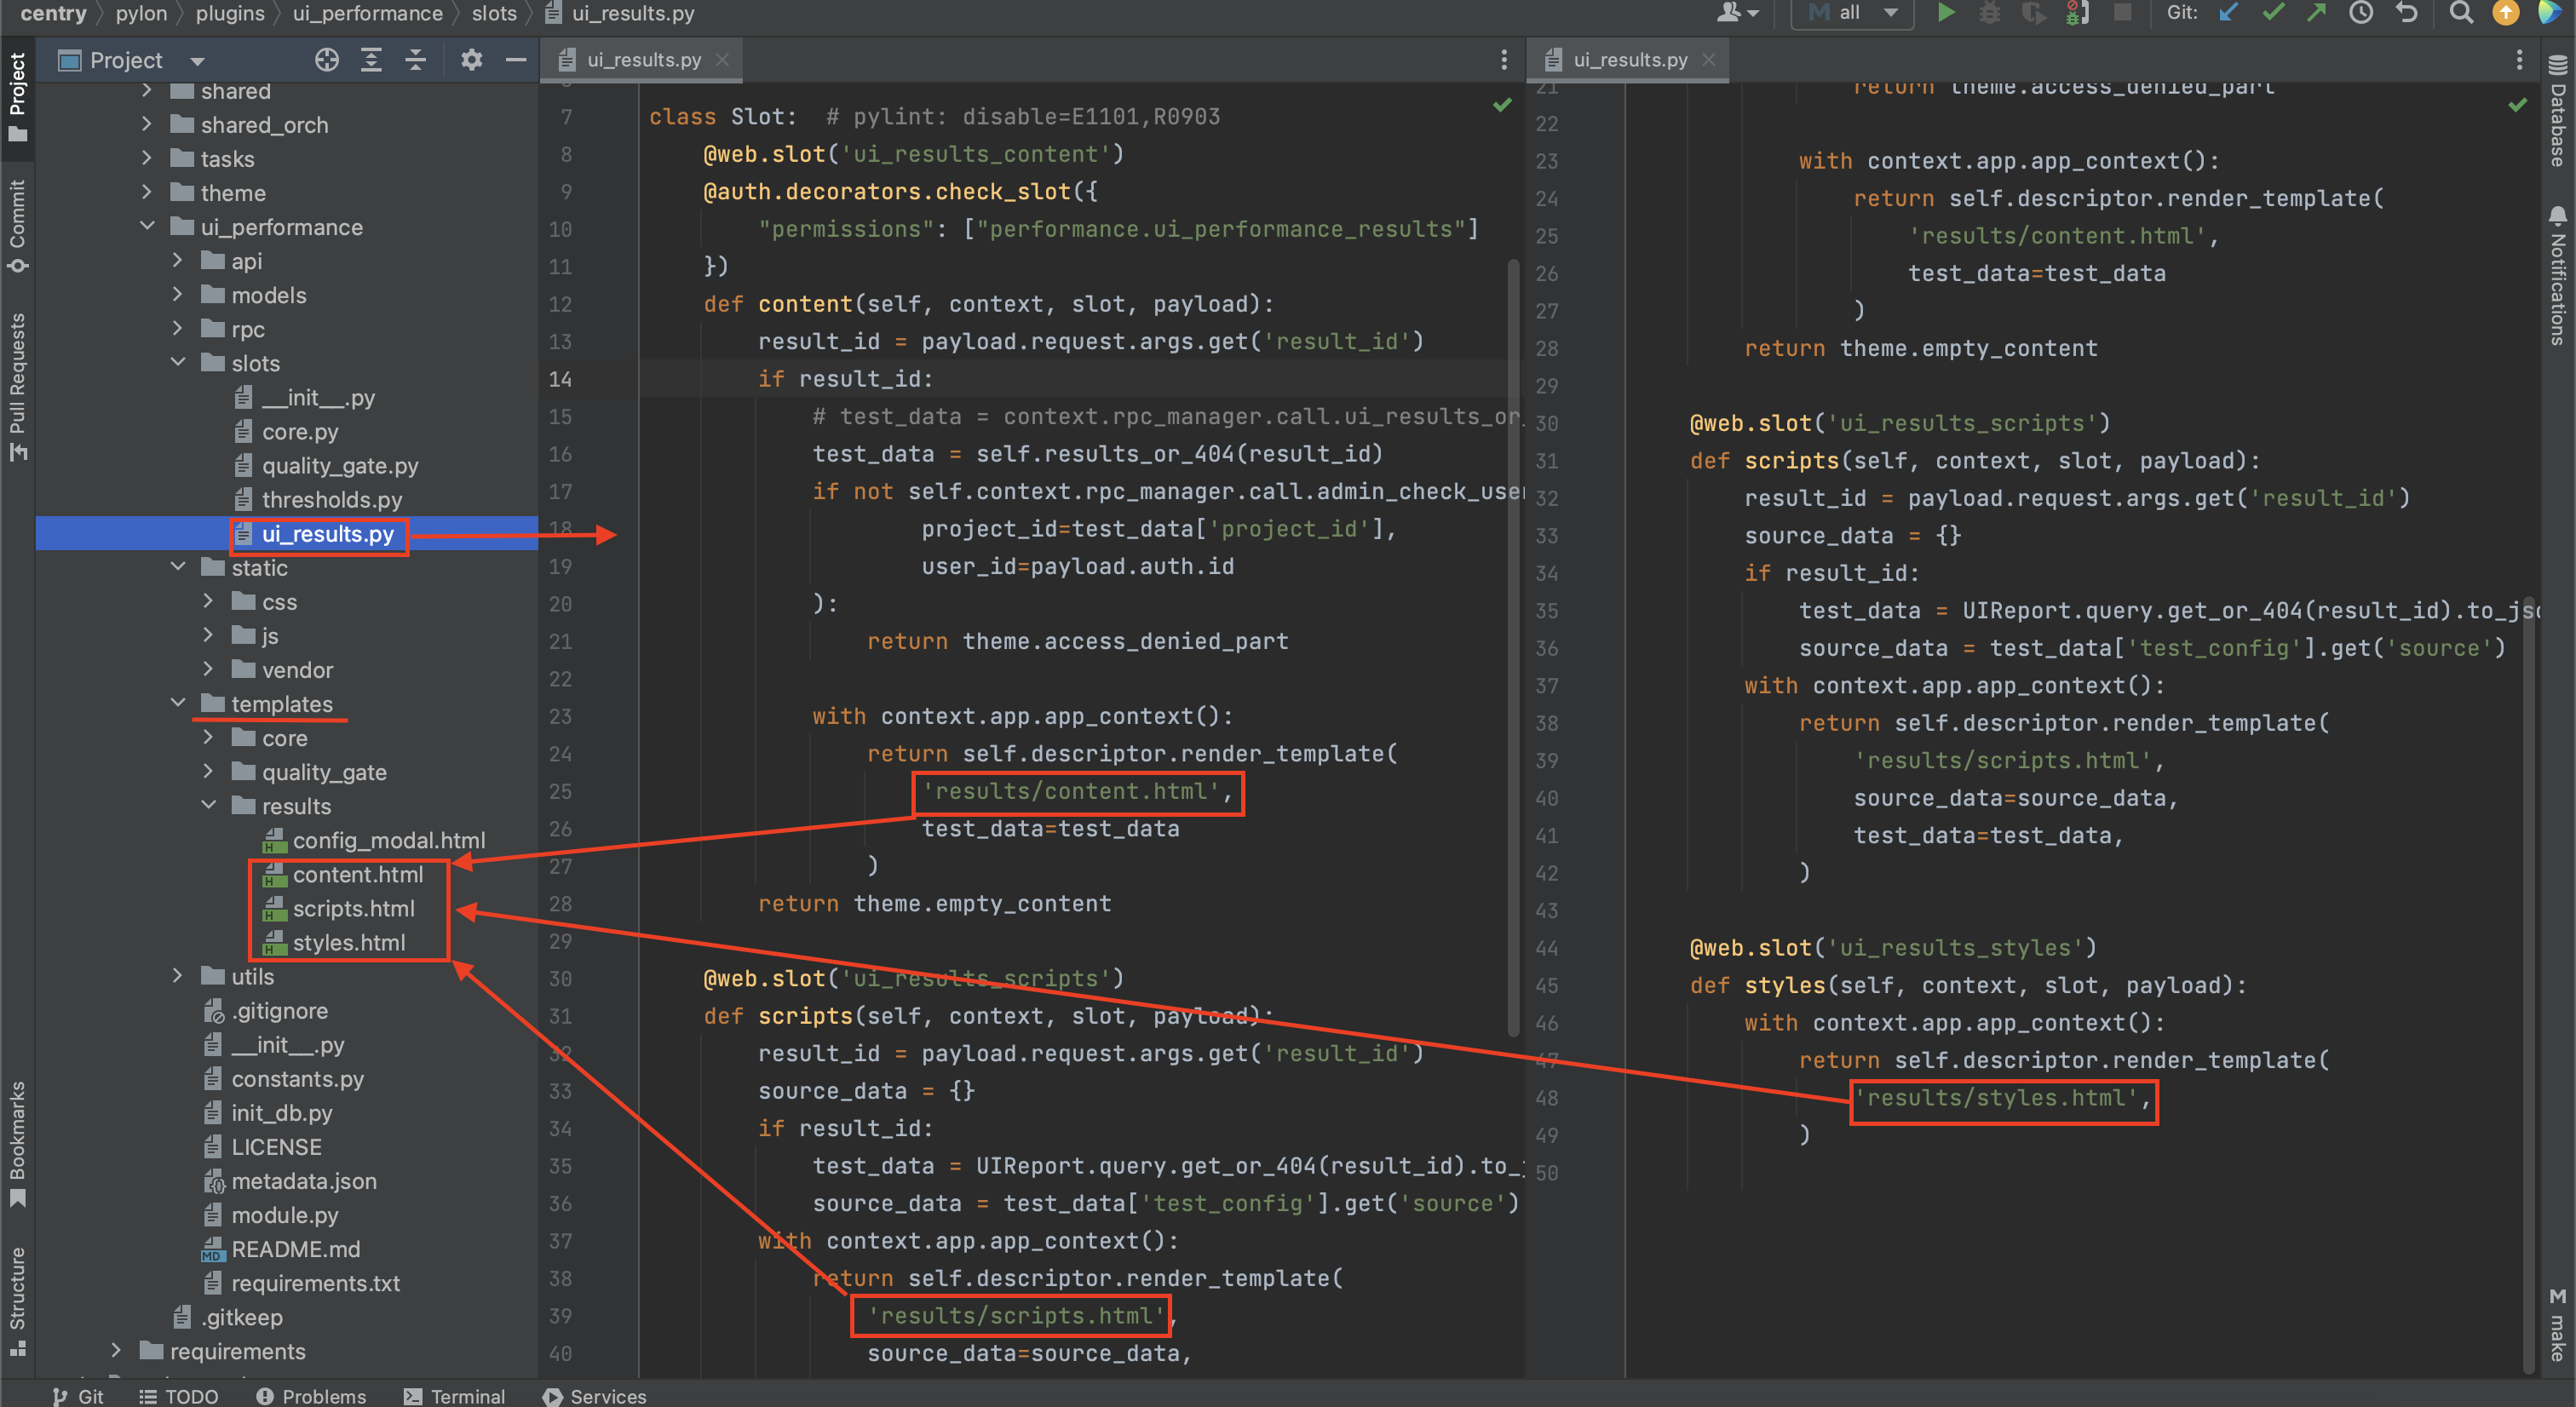 centry
pylon
plugins
ui_performance
slots
ui_results.py
all
Git:
Project
Commit
Pull Requests
Bookmarks
Structure
Project
shared
shared_orch
tasks
theme
ui_performance
api
models
rpc
slots
__init__.py
core.py
quality_gate.py
thresholds.py
ui_results.py
static
css
js
vendor
templates
core
quality_gate
results
config_modal.html
content.html
scripts.html
styles.html
utils
.gitignore
__init__.py
constants.py
init_db.py
LICENSE
metadata.json
module.py
README.md
requirements.txt
.gitkeep
requirements
ui_results.py
7 class Slot:  # pylint: disable=E1101,R0903
8 @web.slot('ui_results_content')
9 @auth.decorators.check_slot({
10 "permissions": ["performance.ui_performance_results"]
11 })
12 def content(self, context, slot, payload):
13 result_id = payload.request.args.get('result_id')
14 if result_id:
15 # test_data = context.rpc_manager.call.ui_results_or_
16 test_data = self.results_or_404(result_id)
17 if not self.context.rpc_manager.call.admin_check_use
18 project_id=test_data['project_id'],
19 user_id=payload.auth.id
20 ):
21 return theme.access_denied_part
22
23 with context.app.app_context():
24 return self.descriptor.render_template(
25 'results/content.html',
26 test_data=test_data
27 )
28 return theme.empty_content
29
30 @web.slot('ui_results_scripts')
31 def scripts(self, context, slot, payload):
32 result_id = payload.request.args.get('result_id')
33 source_data = {}
34 if result_id:
35 test_data = UIReport.query.get_or_404(result_id).to_
36 source_data = test_data['test_config'].get('source')
37 with context.app.app_context():
38 return self.descriptor.render_template(
39 'results/scripts.html',
40 source_data=source_data,
ui_results.py
21 return theme.access_denied_part
22
23 with context.app.app_context():
24 return self.descriptor.render_template(
25 'results/content.html',
26 test_data=test_data
27 )
28 return theme.empty_content
29
30 @web.slot('ui_results_scripts')
31 def scripts(self, context, slot, payload):
32 result_id = payload.request.args.get('result_id')
33 source_data = {}
34 if result_id:
35 test_data = UIReport.query.get_or_404(result_id).to_js
36 source_data = test_data['test_config'].get('source')
37 with context.app.app_context():
38 return self.descriptor.render_template(
39 'results/scripts.html',
40 source_data=source_data,
41 test_data=test_data,
42 )
43
44 @web.slot('ui_results_styles')
45 def styles(self, context, slot, payload):
46 with context.app.app_context():
47 return self.descriptor.render_template(
48 'results/styles.html',
49 )
50
Database
Notifications
make
Git
TODO
Problems
Terminal
Services